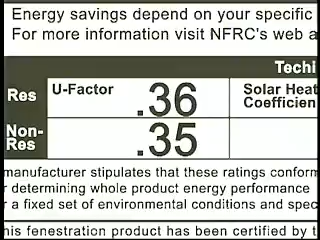 Energy savings depend on your specific
For more information visit NFRC's web
Techi
Res U-Factor .36 Solar Heat
Coefficien
Non-
Res .35
manufacturer stipulates that these ratings conform
determining whole product energy performance
a fixed set of environmental conditions and spec
his fenestration product has been certified by